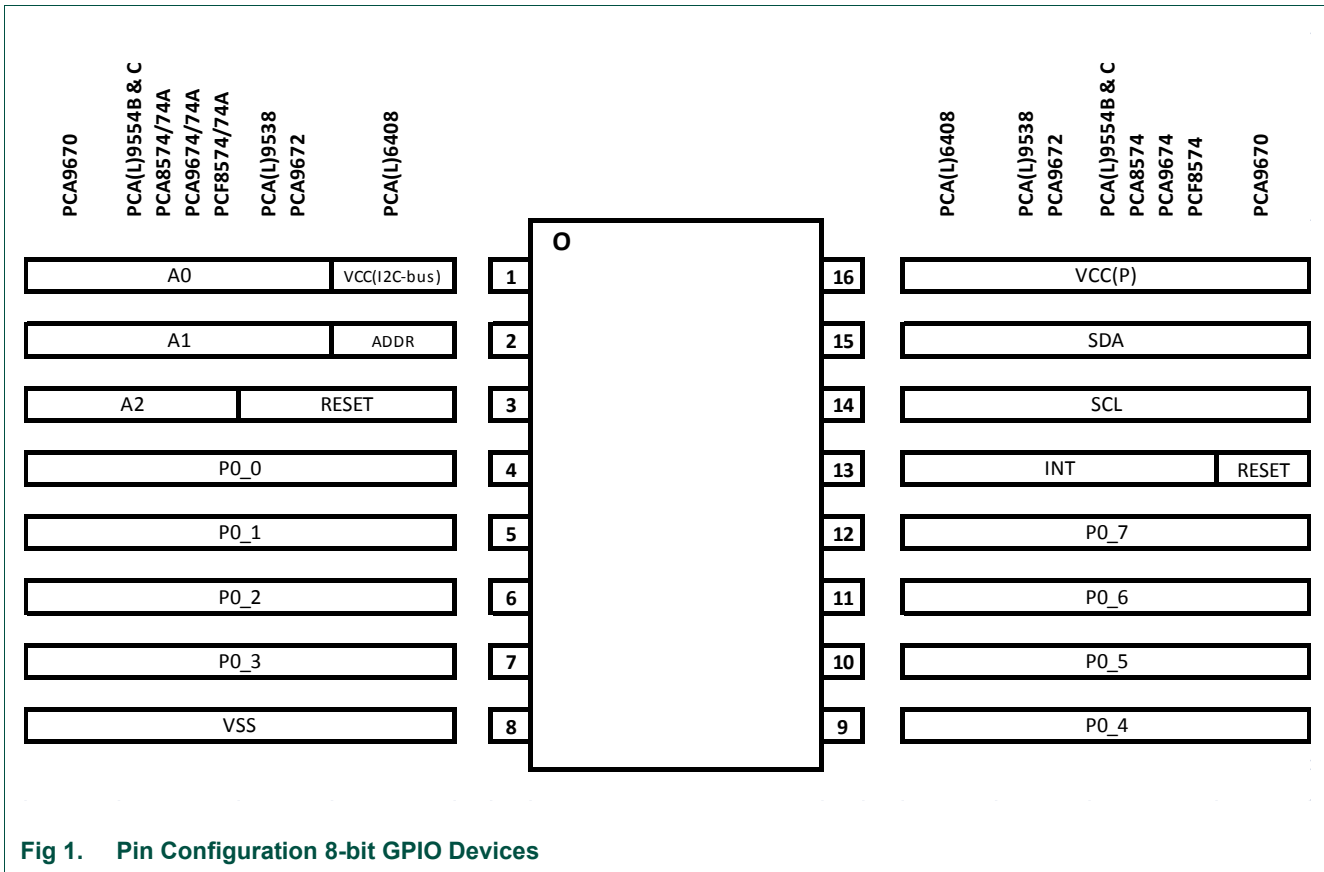 PCA9670
PCA(L)9554B & C
PCA8574/74A
PCA9674/74A
PCF8574/74A
PCA(L)9538
PCA9672
PCA(L)6408
PCA(L)6408
PCA(L)9538
PCA9672
PCA(L)9554B & C
PCA8574
PCA9674
PCF8574
PCA9670
O
A0 VCC(I2C-bus) 1 16 VCC(P)
A1 ADDR 2 15 SDA
A2 RESET 3 14 SCL
P0_0 4 13 INT RESET
P0_1 5 12 P0_7
P0_2 6 11 P0_6
P0_3 7 10 P0_5
VSS 8 9 P0_4
Fig 1. Pin Configuration 8-bit GPIO Devices